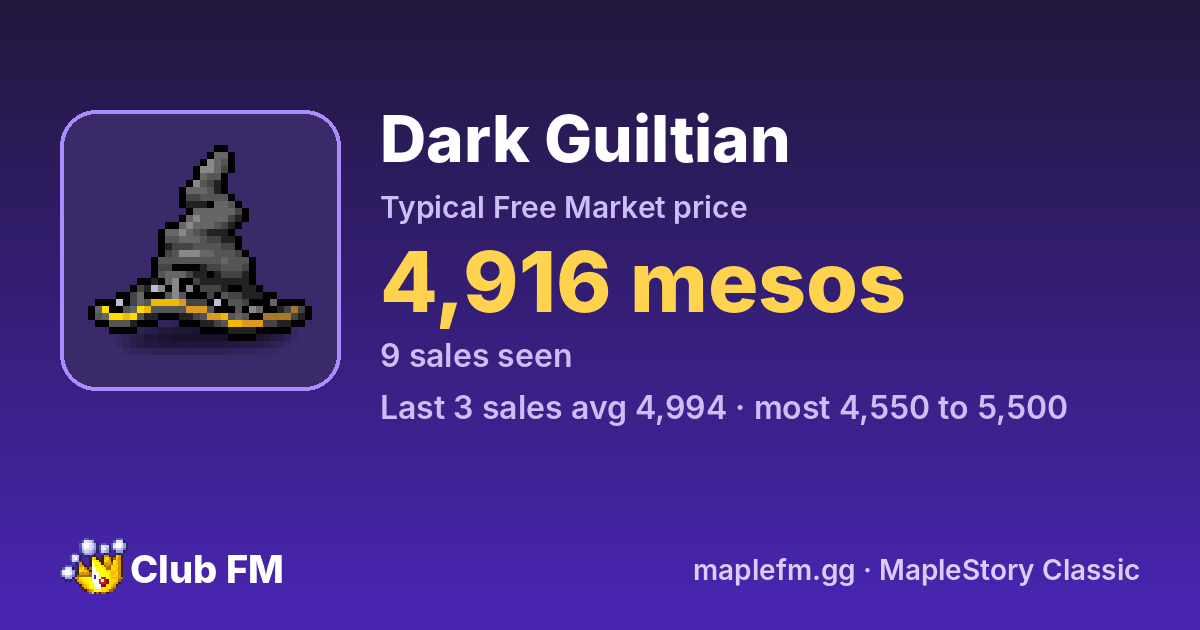 Dark Guiltian
Typical Free Market price
4,916 mesos
9 sales seen
Last 3 sales avg 4,994 · most 4,550 to 5,500
Club FM
maplefm.gg · MapleStory Classic